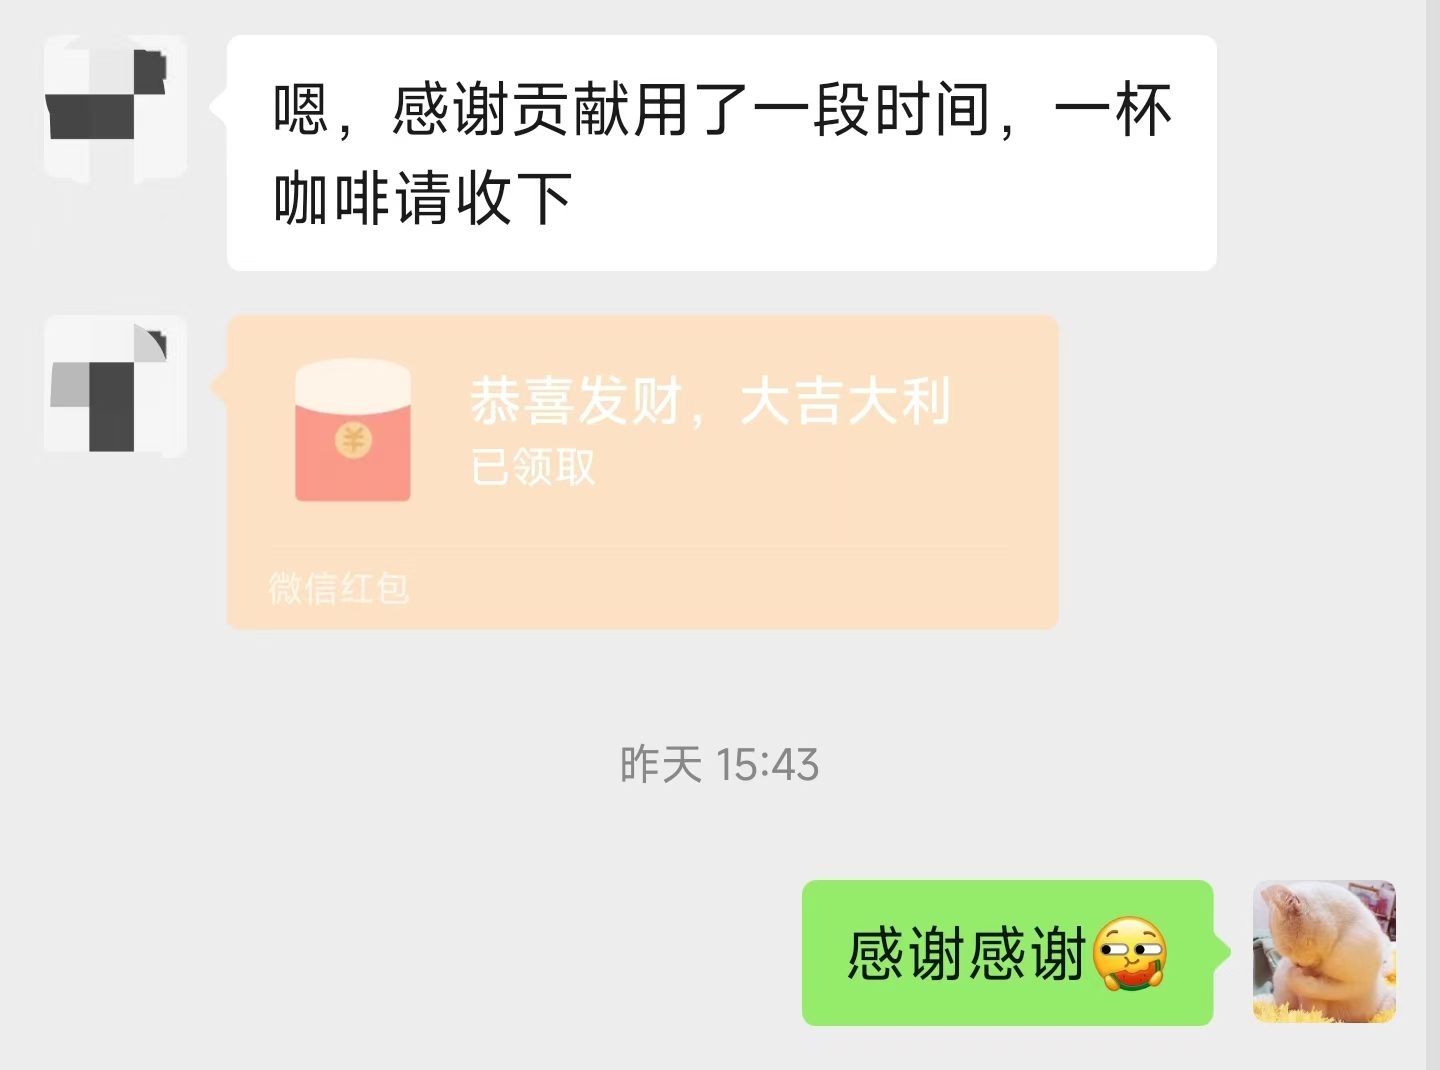 嗯，感谢贡献用了一段时间，一杯
咖啡请收下
恭喜发财，大吉大利
已领取
微信红包
昨天 15:43
感谢感谢